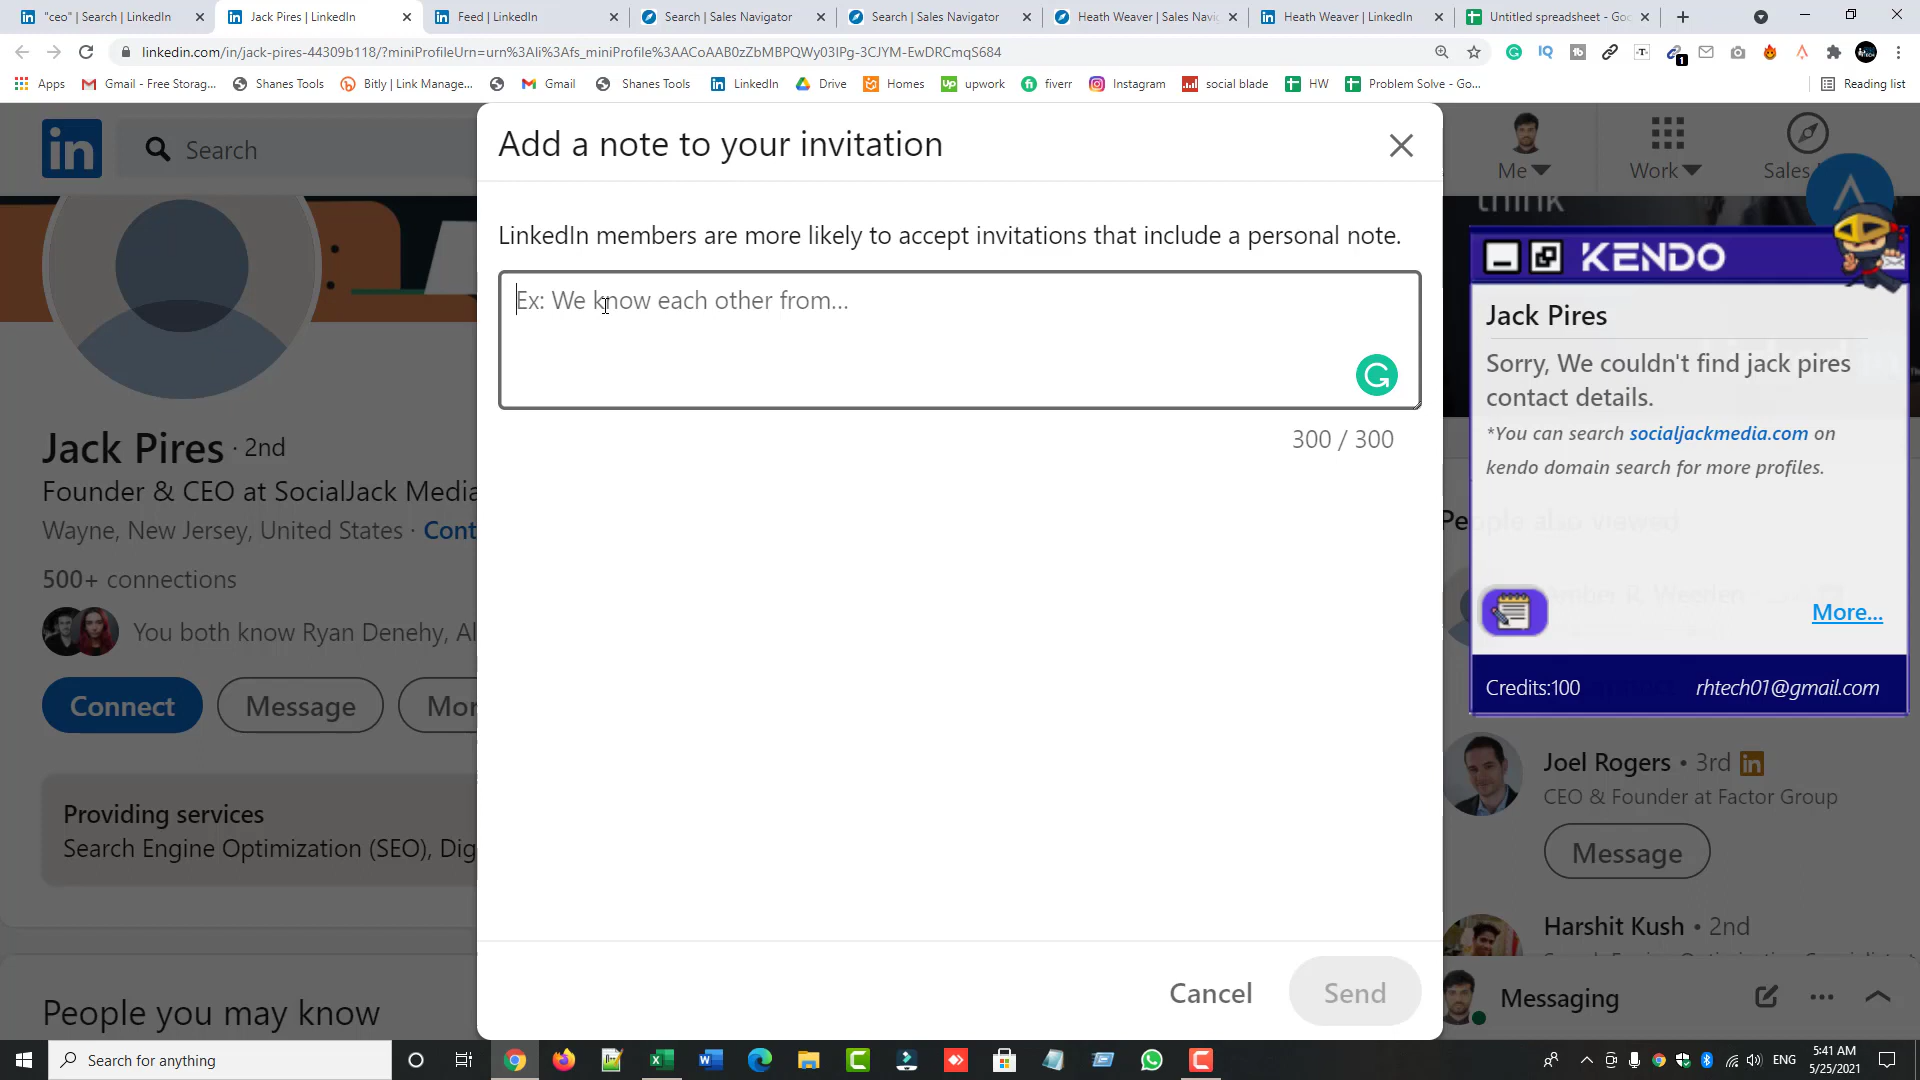 "ceo" | Search | LinkedIn
Jack Pires | LinkedIn
Feed | LinkedIn
Search | Sales Navigator
Search | Sales Navigator
Heath Weaver | Sales Navig
Heath Weaver | LinkedIn
Untitled spreadsheet - Goo
linkedin.com/in/jack-pires-44309b118/?miniProfileUrn=urn%3Ali%3Afs_miniProfile%3AACoAAB0zZbMBPQWy03IPg-3CJYM-EwDRCmqS684
Apps
Gmail - Free Storag...
Shanes Tools
Bitly | Link Manage...
Gmail
Shanes Tools
LinkedIn
Drive
Homes
upwork
fiverr
Instagram
social blade
HW
Problem Solve - Go...
Reading list
in
Search
Me
Work
Sales
think
Add a note to your invitation
LinkedIn members are more likely to accept invitations that include a personal note.
Ex: We know each other from...
300 / 300
Cancel
Send
Jack Pires · 2nd
Founder & CEO at SocialJack Media
Wayne, New Jersey, United States · Cont
500+ connections
You both know Ryan Denehy, Al
Connect
Message
Mor
Providing services
Search Engine Optimization (SEO), Dig
People you may know
KENDO
Jack Pires
Sorry, We couldn't find jack pires
contact details.
*You can search socialjackmedia.com on
kendo domain search for more profiles.
People also viewed
More...
Credits:100
rhtech01@gmail.com
Joel Rogers • 3rd in
CEO & Founder at Factor Group
Message
Harshit Kush • 2nd
Messaging
Search for anything
ENG
5:41 AM
5/25/2021